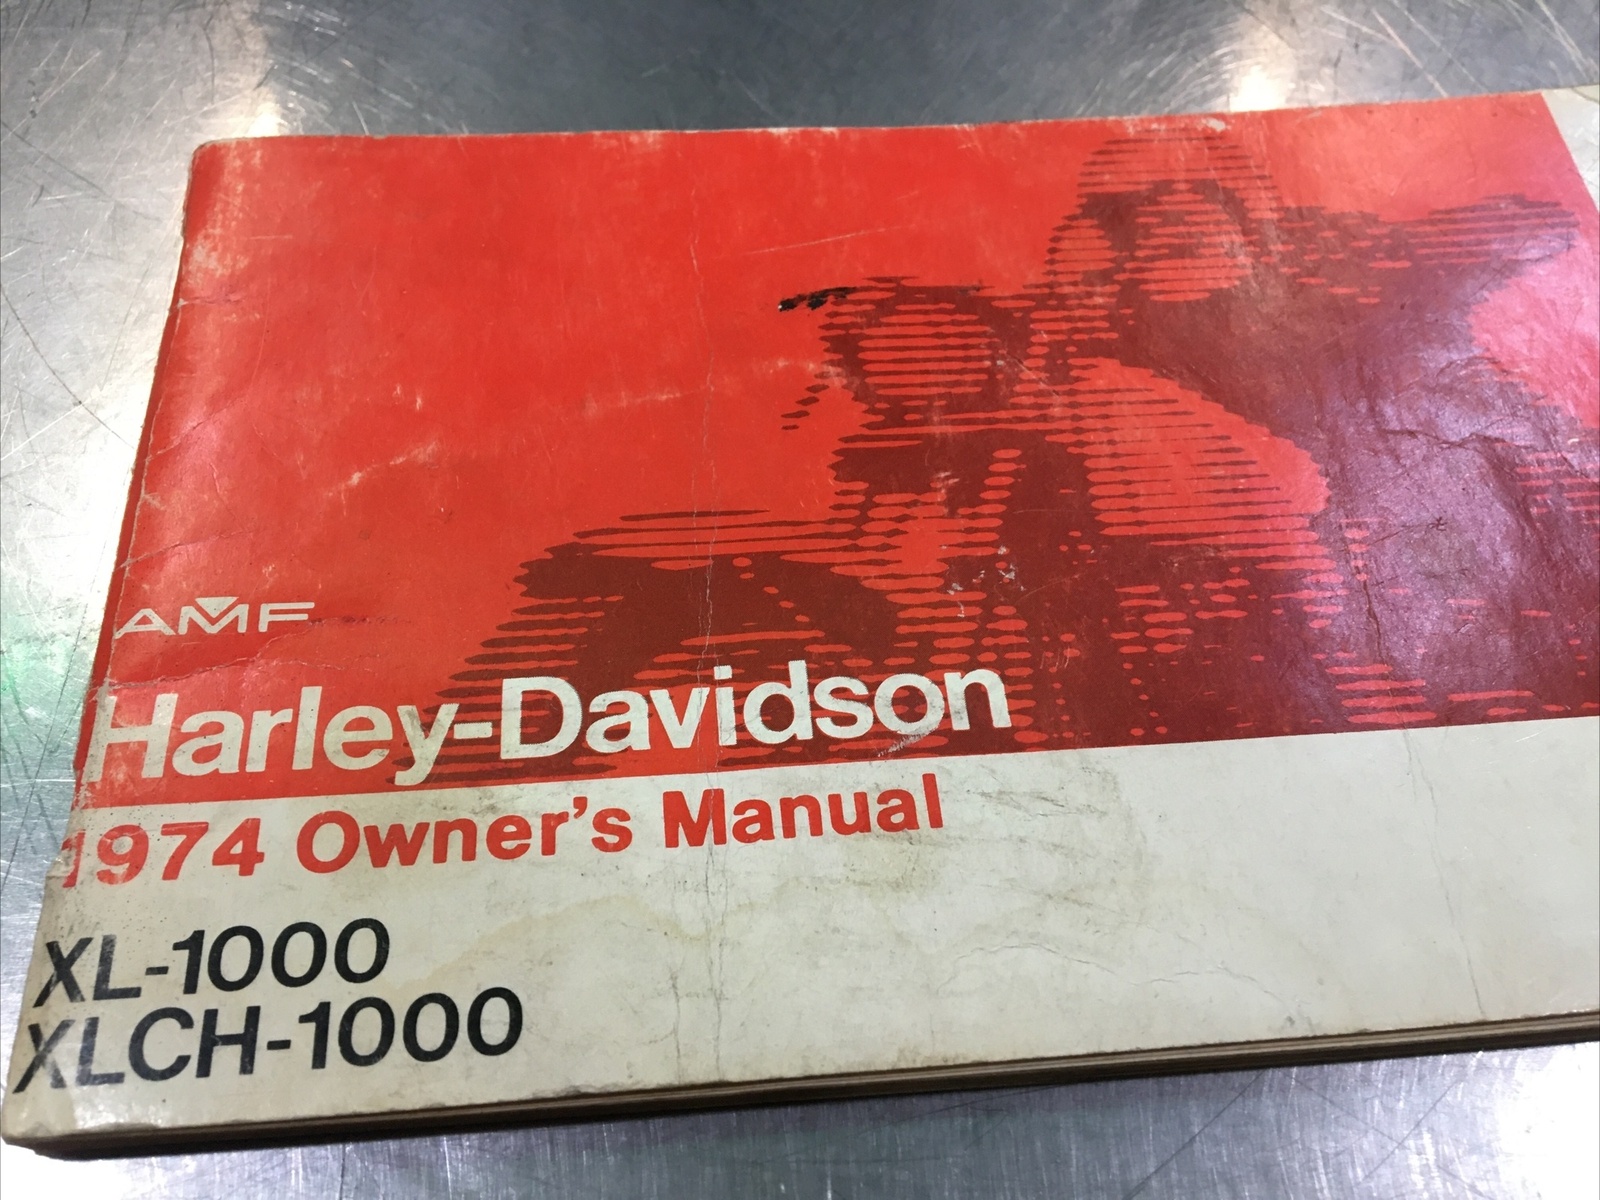 AMF
Harley-Davidson
1974 Owner's Manual
XL-1000
XLCH-1000